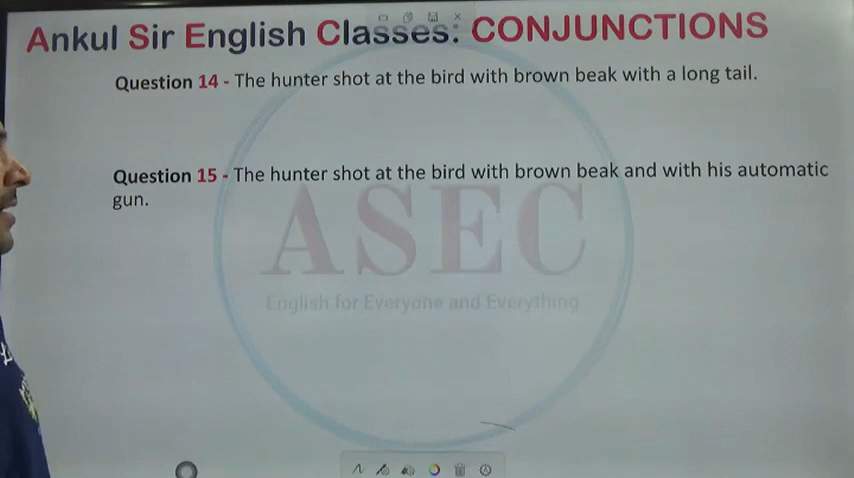 Ankul Sir English Classes: CONJUNCTIONS
Question 14 - The hunter shot at the bird with brown beak with a long tail.
Question 15 - The hunter shot at the bird with brown beak and with his automatic
gun.
ASEC
English for Everyone and Everything